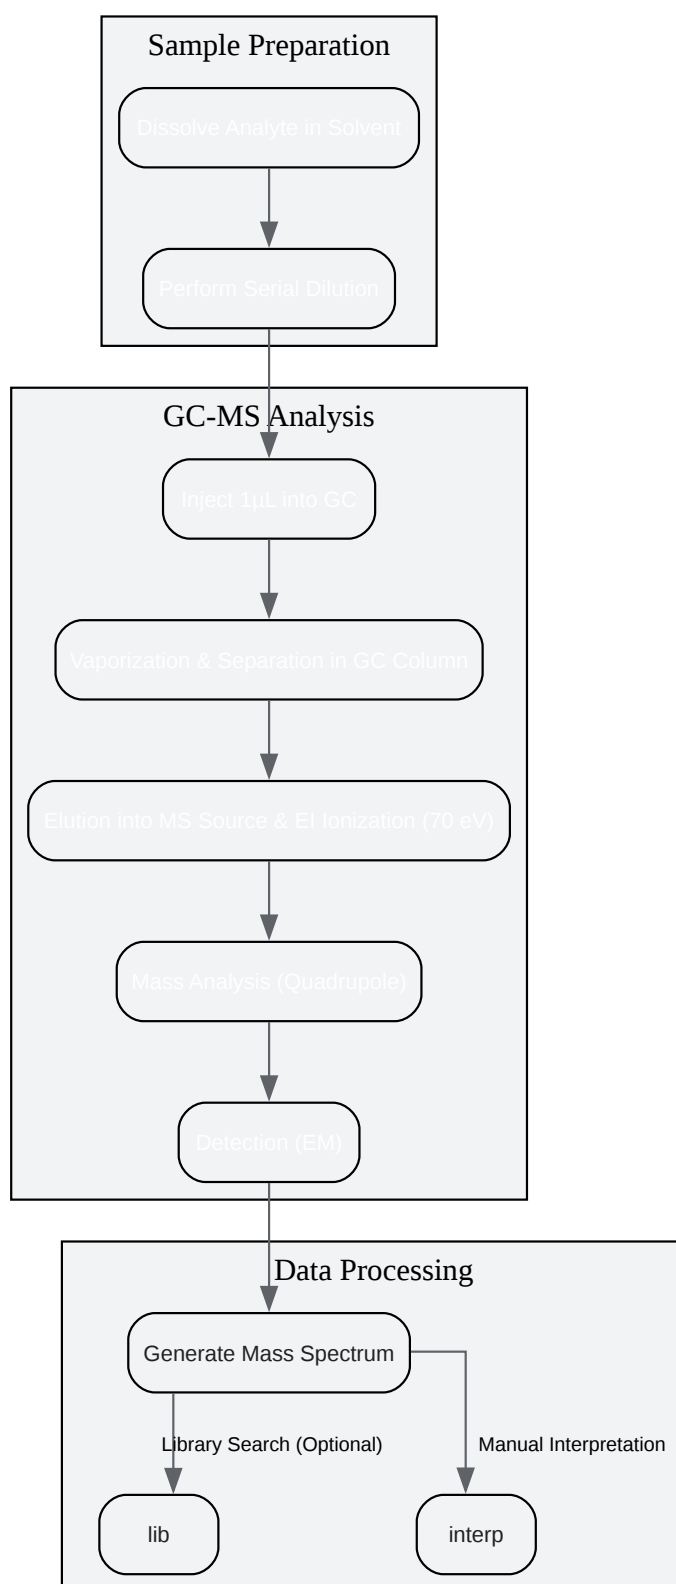 Sample Preparation
Dissolve Analyte in Solvent
Perform Serial Dilution
GC-MS Analysis
Inject 1µL into GC
Vaporization & Separation in GC Column
Elution into MS Source & EI Ionization (70 eV)
Mass Analysis (Quadrupole)
Detection (EM)
Data Processing
Generate Mass Spectrum
Library Search (Optional)
Manual Interpretation
lib
interp